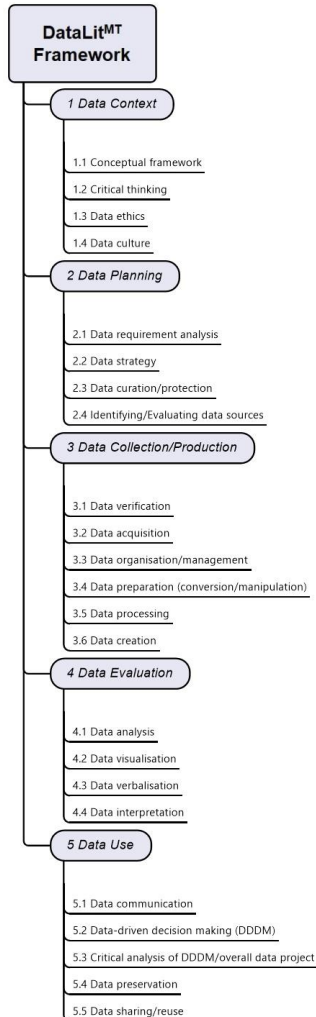 DataLitMT
Framework
1 Data Context
1.1 Conceptual framework
1.2 Critical thinking
1.3 Data ethics
1.4 Data culture
2 Data Planning
2.1 Data requirement analysis
2.2 Data strategy
2.3 Data curation/protection
2.4 Identifying/Evaluating data sources
3 Data Collection/Production
3.1 Data verification
3.2 Data acquisition
3.3 Data organisation/management
3.4 Data preparation (conversion/manipulation)
3.5 Data processing
3.6 Data creation
4 Data Evaluation
4.1 Data analysis
4.2 Data visualisation
4.3 Data verbalisation
4.4 Data interpretation
5 Data Use
5.1 Data communication
5.2 Data-driven decision making (DDDM)
5.3 Critical analysis of DDDM/overall data project
5.4 Data preservation
5.5 Data sharing/reuse